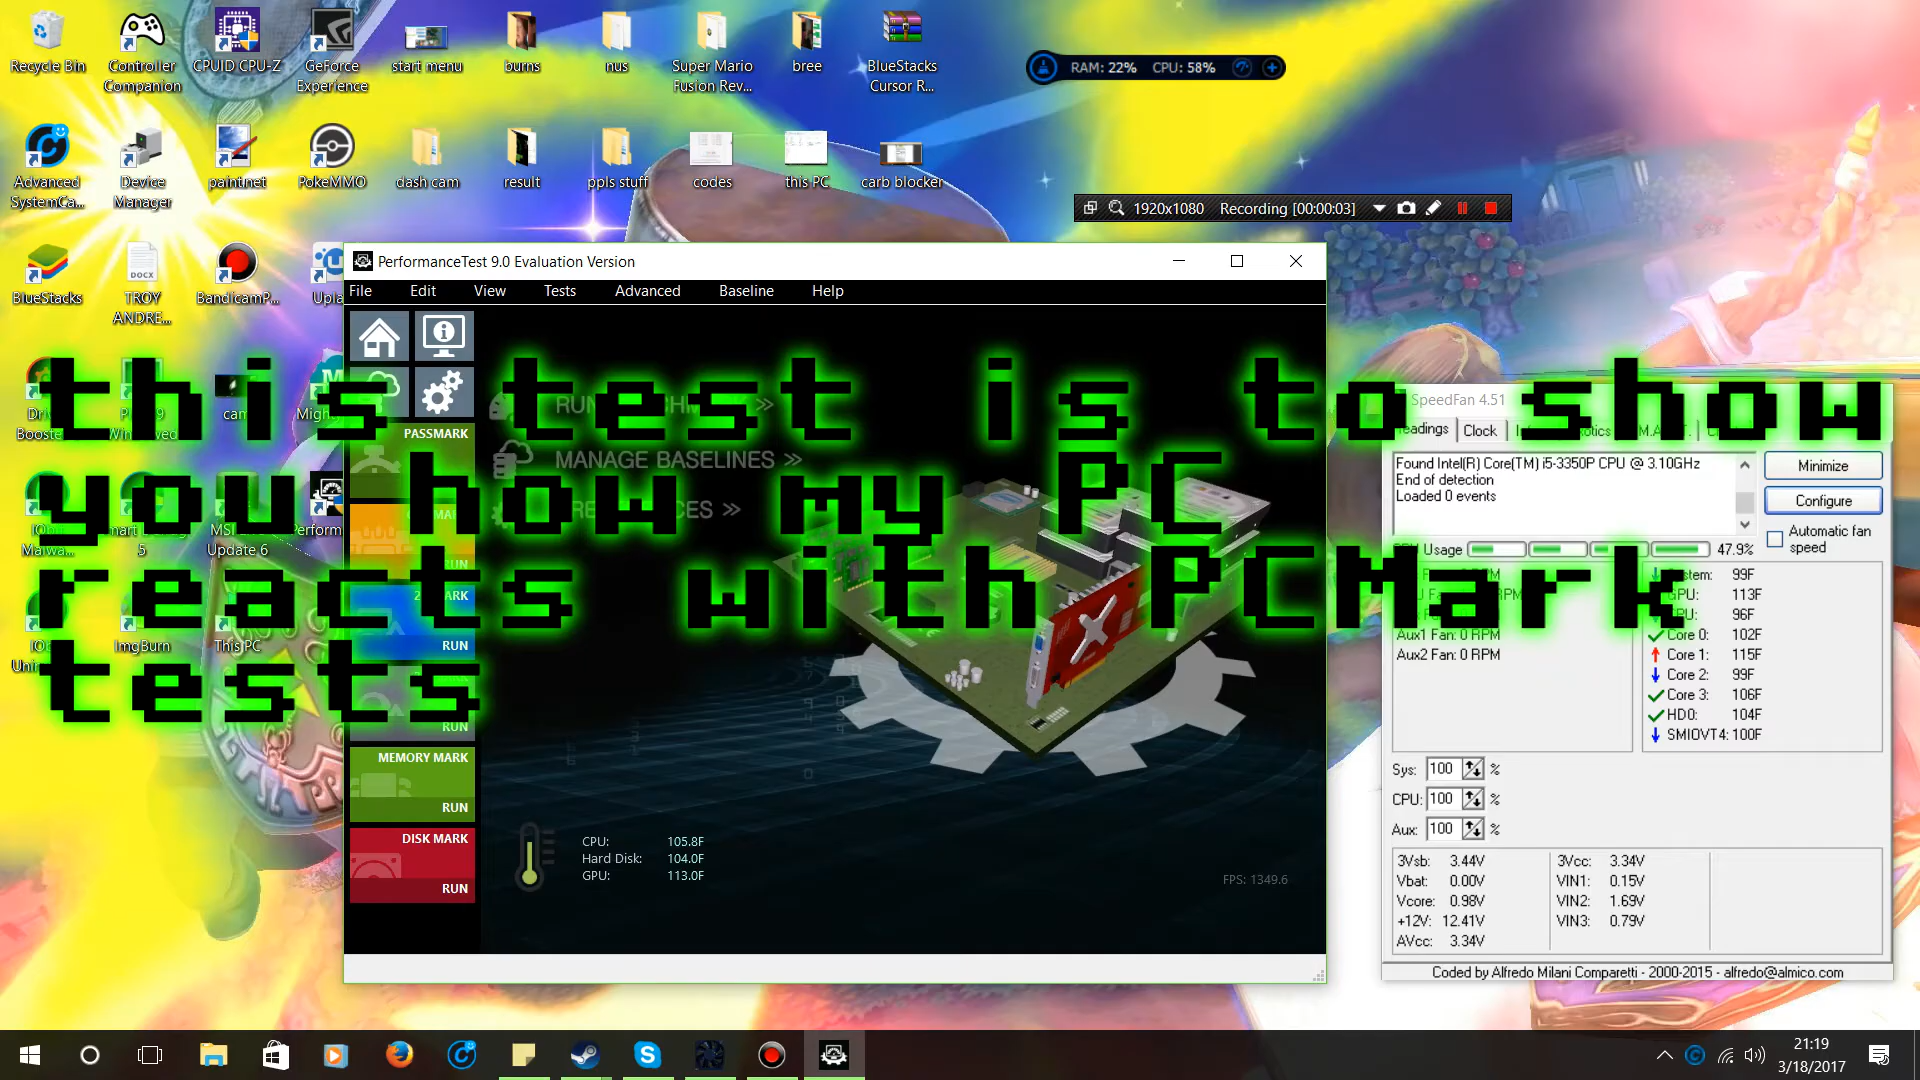 Recycle Bin
Controller Companion
CPUID CPU-Z
GeForce Experience
start menu
burns
nus
Super Mario Fusion Rev...
bree
BlueStacks Cursor R...
RAM: 22% CPU: 58%
Advanced SystemCa...
Device Manager
paint.net
PokeMMO
dash cam
result
ppls stuff
codes
this PC
carb blocker
1920x1080 Recording [00:00:03]
BlueStacks
DOCX
TROY ANDRE...
BandicamP...
Upla
PerformanceTest 9.0 Evaluation Version
File Edit View Tests Advanced Baseline Help
this test is to show
you how my PC
reacts with PCMark
tests
PASSMARK
MANAGE BASELINES »
RUN
MEMORY MARK
RUN
DISK MARK
RUN
CPU: 105.8F
Hard Disk: 104.0F
GPU: 113.0F
FPS: 1349.6
MSI
Update 6
Perform
ImgBurn
This PC
SpeedFan 4.51
Clock
Found Intel(R) Core(TM) i5-3350P CPU @ 3.10GHz
End of detection
Loaded 0 events
Minimize
Configure
Automatic fan speed
Usage 47.9%
Aux1 Fan: 0 RPM
Aux2 Fan: 0 RPM
99F
GPU: 113F
96F
Core 0: 102F
Core 1: 115F
Core 2: 99F
Core 3: 106F
HD0: 104F
SMIOVT4: 100F
Sys: 100 %
CPU: 100 %
Aux: 100 %
3Vsb: 3.44V
Vbat: 0.00V
Vcore: 0.98V
+12V: 12.41V
AVcc: 3.34V
3Vcc: 3.34V
VIN1: 0.15V
VIN2: 1.69V
VIN3: 0.79V
Coded by Alfredo Milani Comparetti - 2000-2015 - alfredo@almico.com
21:19
3/18/2017